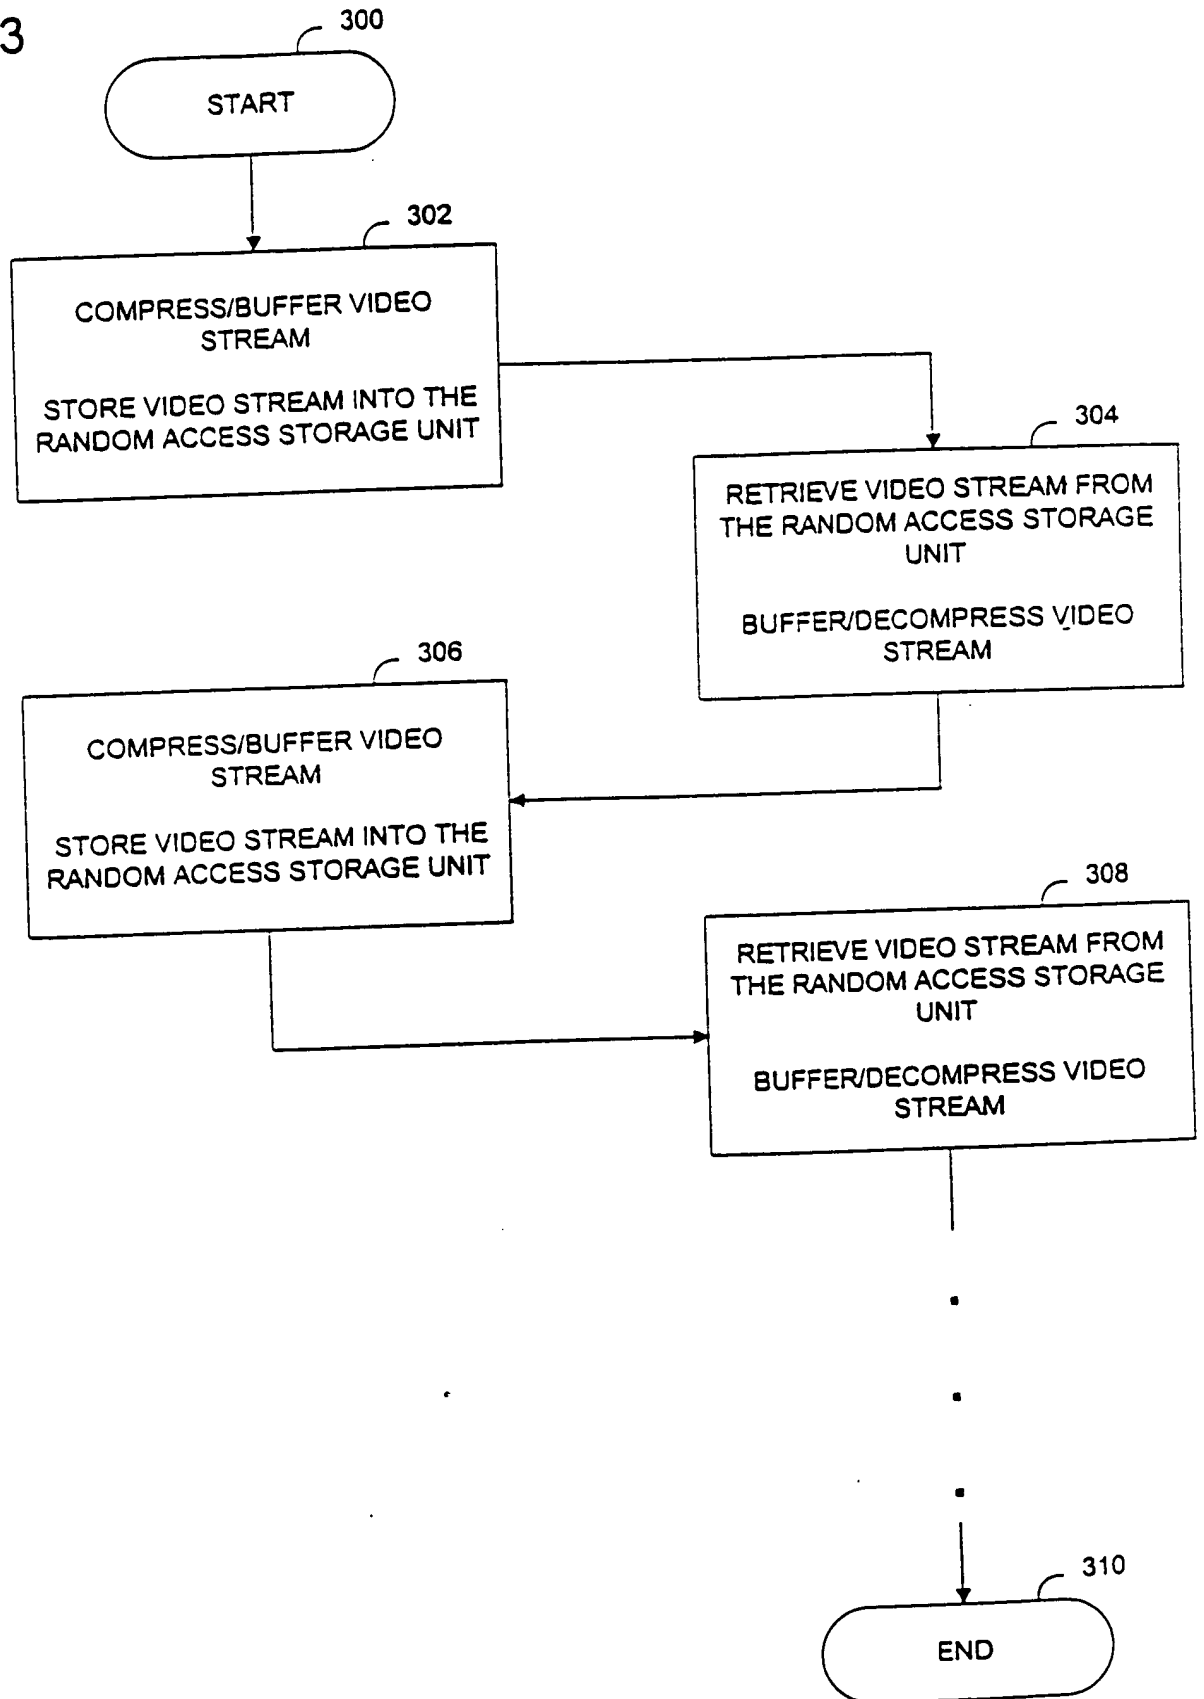 3
300
START
302
COMPRESS/BUFFER VIDEO
STREAM
STORE VIDEO STREAM INTO THE
RANDOM ACCESS STORAGE UNIT
304
RETRIEVE VIDEO STREAM FROM
THE RANDOM ACCESS STORAGE
UNIT
BUFFER/DECOMPRESS VIDEO
STREAM
306
COMPRESS/BUFFER VIDEO
STREAM
STORE VIDEO STREAM INTO THE
RANDOM ACCESS STORAGE UNIT
308
RETRIEVE VIDEO STREAM FROM
THE RANDOM ACCESS STORAGE
UNIT
BUFFER/DECOMPRESS VIDEO
STREAM
310
END